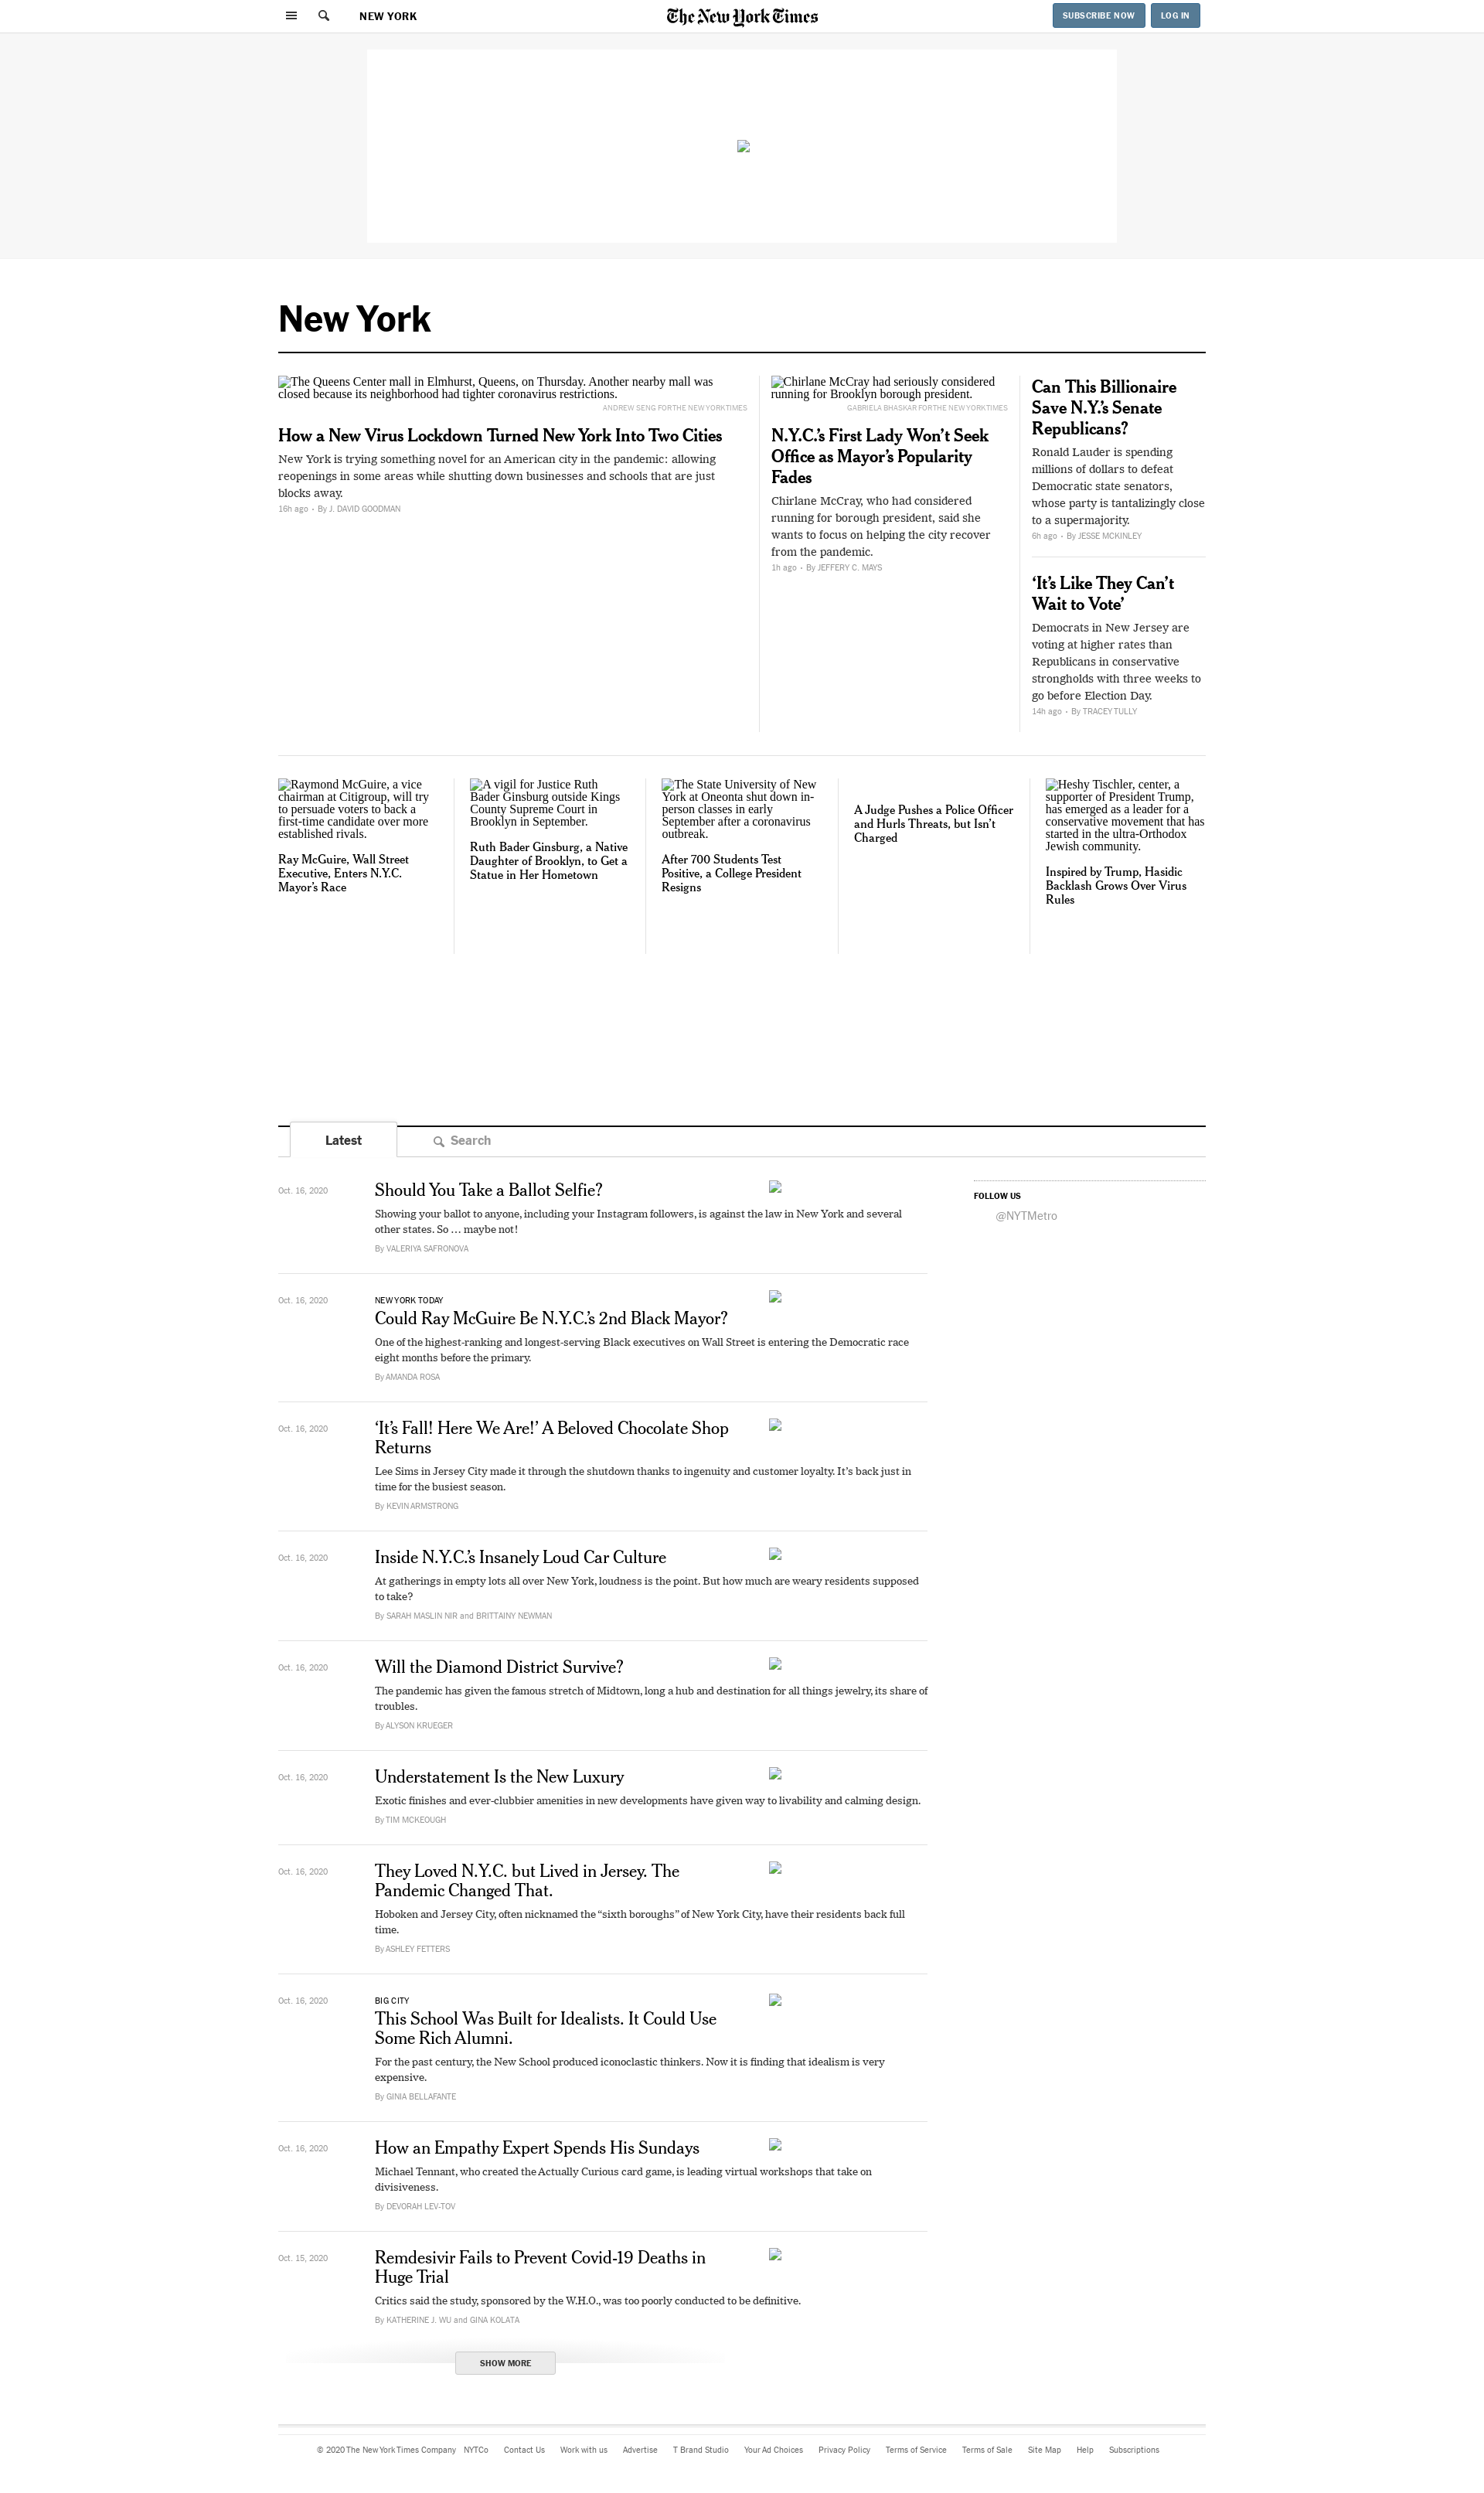 NEW YORK
The New York Times
SUBSCRIBE NOW
LOG IN
New York
The Queens Center mall in Elmhurst, Queens, on Thursday. Another nearby mall was
closed because its neighborhood had tighter coronavirus restrictions.
ANDREW SENG FOR THE NEW YORK TIMES
How a New Virus Lockdown Turned New York Into Two Cities
New York is trying something novel for an American city in the pandemic: allowing
reopenings in some areas while shutting down businesses and schools that are just
blocks away.
16h ago • By J. DAVID GOODMAN
Chirlane McCray had seriously considered
running for Brooklyn borough president.
GABRIELA BHASKAR FOR THE NEW YORK TIMES
N.Y.C.’s First Lady Won’t Seek
Office as Mayor’s Popularity
Fades
Chirlane McCray, who had considered
running for borough president, said she
wants to focus on helping the city recover
from the pandemic.
1h ago • By JEFFERY C. MAYS
Can This Billionaire
Save N.Y.’s Senate
Republicans?
Ronald Lauder is spending
millions of dollars to defeat
Democratic state senators,
whose party is tantalizingly close
to a supermajority.
6h ago • By JESSE MCKINLEY
‘It’s Like They Can’t
Wait to Vote’
Democrats in New Jersey are
voting at higher rates than
Republicans in conservative
strongholds with three weeks to
go before Election Day.
14h ago • By TRACEY TULLY
Raymond McGuire, a vice
chairman at Citigroup, will try
to persuade voters to back a
first-time candidate over more
established rivals.
Ray McGuire, Wall Street
Executive, Enters N.Y.C.
Mayor’s Race
A vigil for Justice Ruth
Bader Ginsburg outside Kings
County Supreme Court in
Brooklyn in September.
Ruth Bader Ginsburg, a Native
Daughter of Brooklyn, to Get a
Statue in Her Hometown
The State University of New
York at Oneonta shut down in-
person classes in early
September after a coronavirus
outbreak.
After 700 Students Test
Positive, a College President
Resigns
A Judge Pushes a Police Officer
and Hurls Threats, but Isn’t
Charged
Heshy Tischler, center, a
supporter of President Trump,
has emerged as a leader for a
conservative movement that has
started in the ultra-Orthodox
Jewish community.
Inspired by Trump, Hasidic
Backlash Grows Over Virus
Rules
Latest
Search
Oct. 16, 2020
Should You Take a Ballot Selfie?
Showing your ballot to anyone, including your Instagram followers, is against the law in New York and several
other states. So … maybe not!
By VALERIYA SAFRONOVA
FOLLOW US
@NYTMetro
Oct. 16, 2020
NEW YORK TODAY
Could Ray McGuire Be N.Y.C.’s 2nd Black Mayor?
One of the highest-ranking and longest-serving Black executives on Wall Street is entering the Democratic race
eight months before the primary.
By AMANDA ROSA
Oct. 16, 2020
‘It’s Fall! Here We Are!’ A Beloved Chocolate Shop
Returns
Lee Sims in Jersey City made it through the shutdown thanks to ingenuity and customer loyalty. It’s back just in
time for the busiest season.
By KEVIN ARMSTRONG
Oct. 16, 2020
Inside N.Y.C.’s Insanely Loud Car Culture
At gatherings in empty lots all over New York, loudness is the point. But how much are weary residents supposed
to take?
By SARAH MASLIN NIR and BRITTAINY NEWMAN
Oct. 16, 2020
Will the Diamond District Survive?
The pandemic has given the famous stretch of Midtown, long a hub and destination for all things jewelry, its share of
troubles.
By ALYSON KRUEGER
Oct. 16, 2020
Understatement Is the New Luxury
Exotic finishes and ever-clubbier amenities in new developments have given way to livability and calming design.
By TIM MCKEOUGH
Oct. 16, 2020
They Loved N.Y.C. but Lived in Jersey. The
Pandemic Changed That.
Hoboken and Jersey City, often nicknamed the “sixth boroughs” of New York City, have their residents back full
time.
By ASHLEY FETTERS
Oct. 16, 2020
BIG CITY
This School Was Built for Idealists. It Could Use
Some Rich Alumni.
For the past century, the New School produced iconoclastic thinkers. Now it is finding that idealism is very
expensive.
By GINIA BELLAFANTE
Oct. 16, 2020
How an Empathy Expert Spends His Sundays
Michael Tennant, who created the Actually Curious card game, is leading virtual workshops that take on
divisiveness.
By DEVORAH LEV-TOV
Oct. 15, 2020
Remdesivir Fails to Prevent Covid-19 Deaths in
Huge Trial
Critics said the study, sponsored by the W.H.O., was too poorly conducted to be definitive.
By KATHERINE J. WU and GINA KOLATA
SHOW MORE
© 2020 The New York Times Company NYTCo Contact Us Work with us Advertise T Brand Studio Your Ad Choices Privacy Policy Terms of Service Terms of Sale Site Map Help Subscriptions